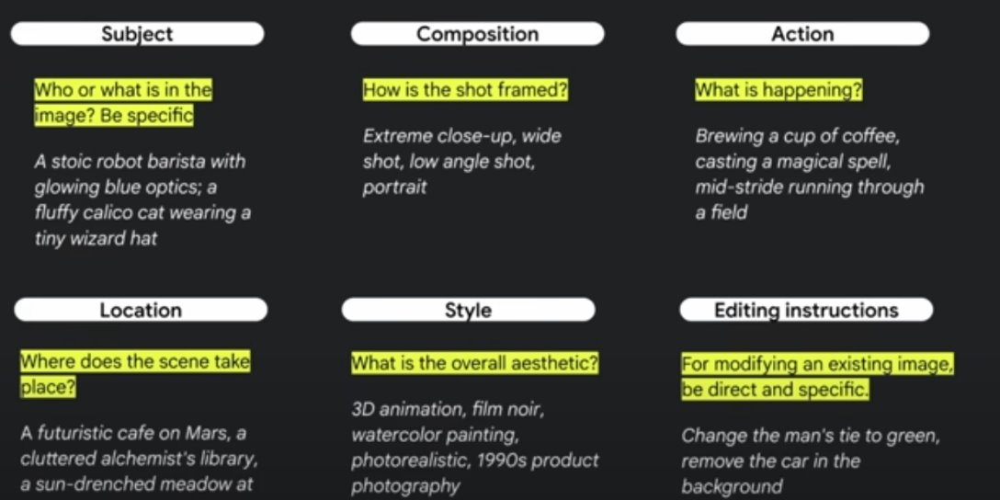 Subject
Who or what is in the
image? Be specific
A stoic robot barista with
glowing blue optics; a
fluffy calico cat wearing a
tiny wizard hat
Composition
How is the shot framed?
Extreme close-up, wide
shot, low angle shot,
portrait
Action
What is happening?
Brewing a cup of coffee,
casting a magical spell,
mid-stride running through
a field
Location
Where does the scene take
place?
A futuristic cafe on Mars, a
cluttered alchemist's library,
a sun-drenched meadow at
Style
What is the overall aesthetic?
3D animation, film noir,
watercolor painting,
photorealistic, 1990s product
photography
Editing instructions
For modifying an existing image,
be direct and specific.
Change the man's tie to green,
remove the car in the
background